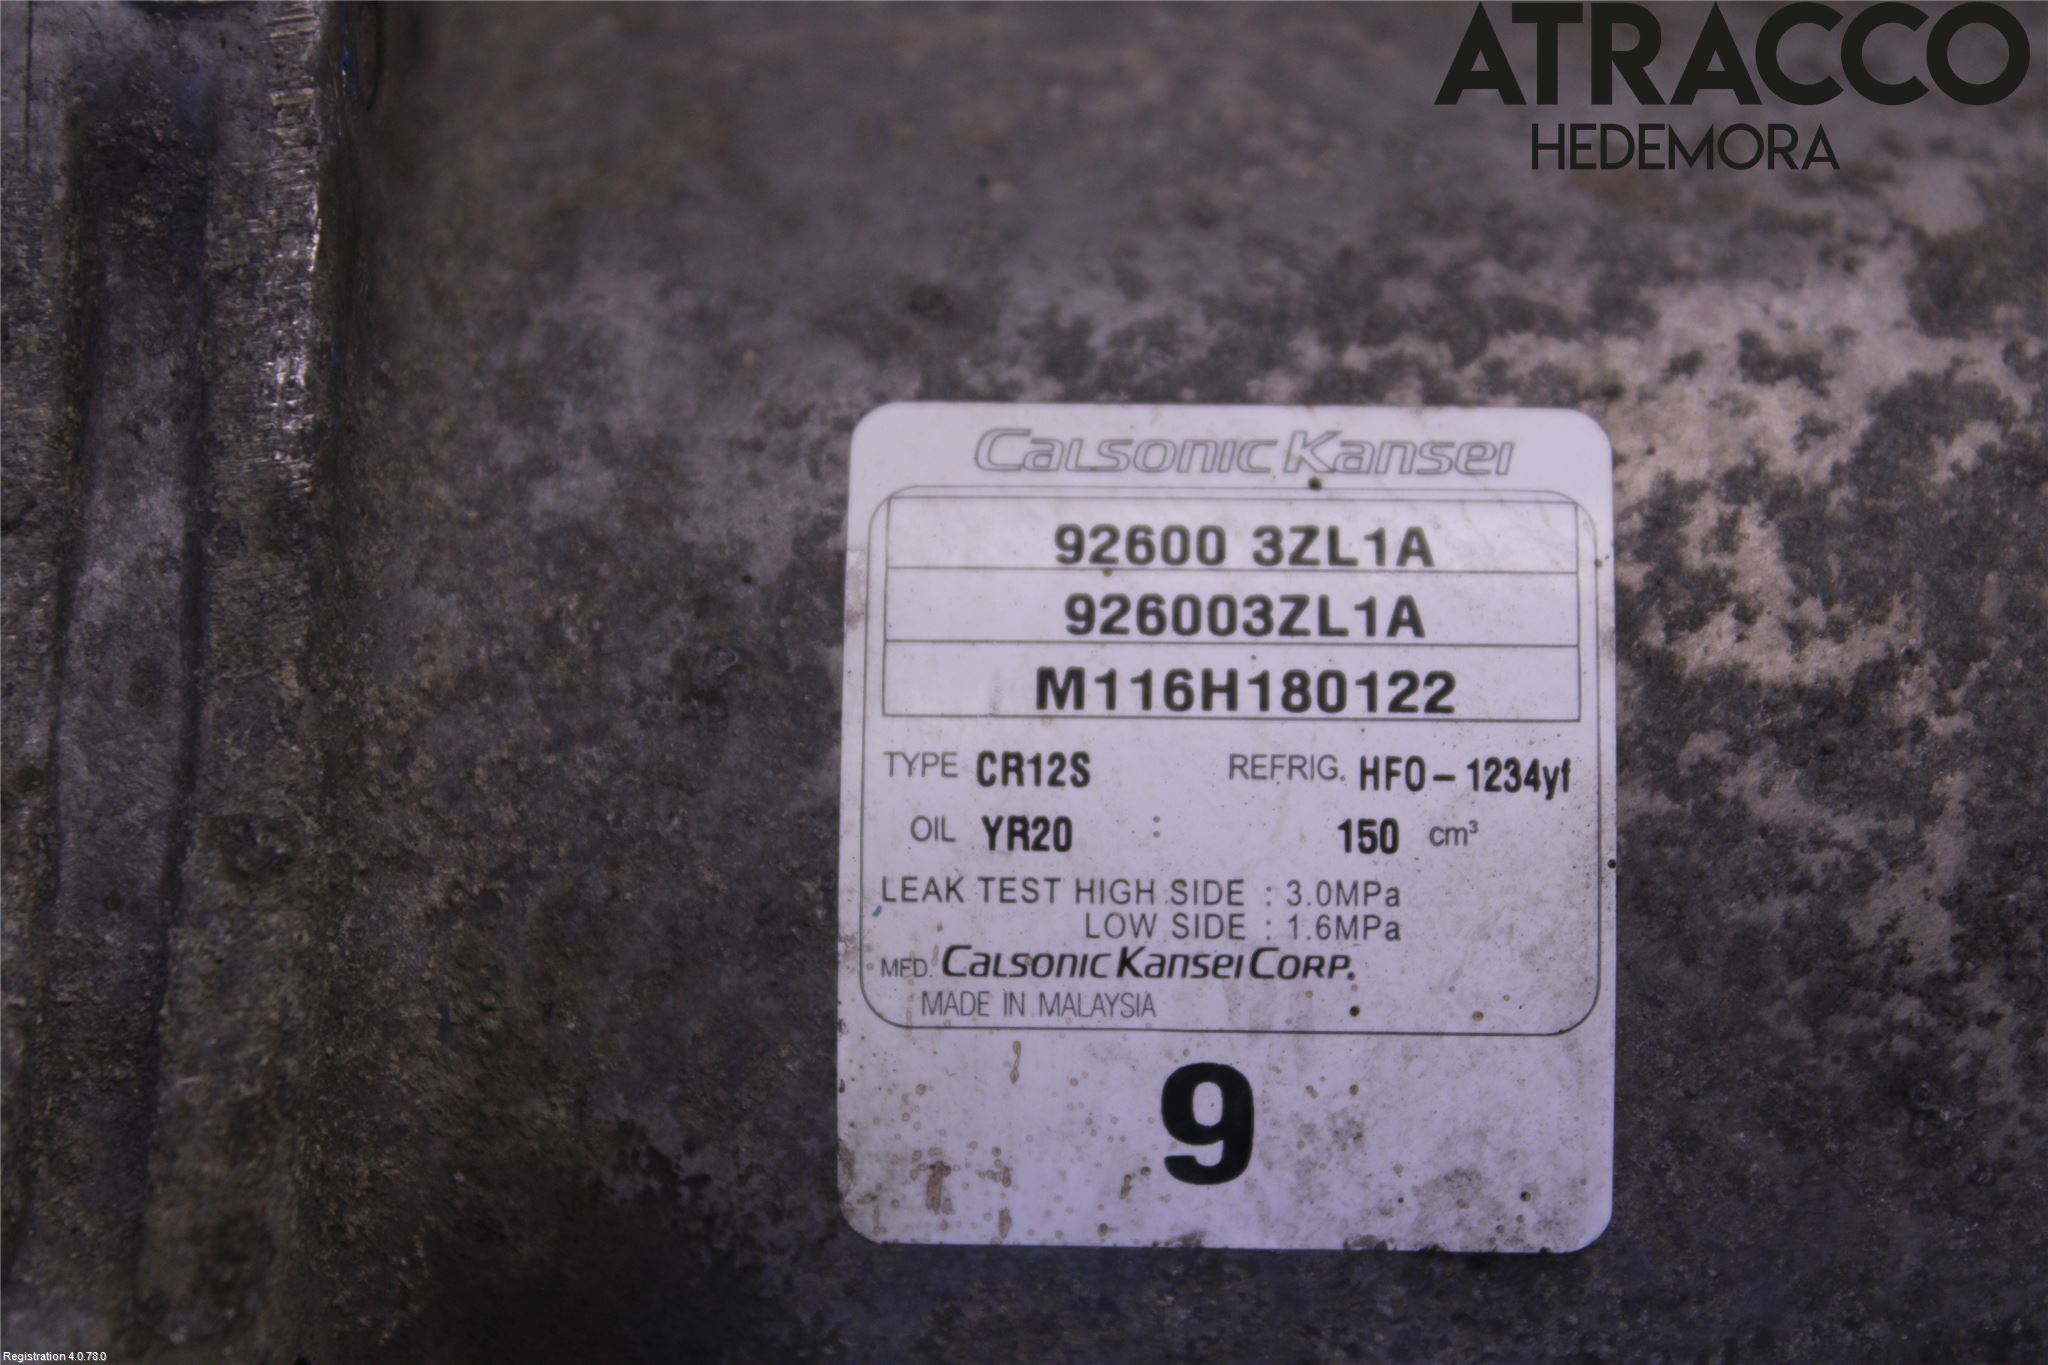 ATRACCO
HEDEMORA
Calsonic Kansei
92600 3ZL1A
926003ZL1A
M116H180122
TYPE CR12S REFRIG. HFO-1234yf
OIL YR20 : 150 cm³
LEAK TEST HIGH SIDE : 3.0MPa
LOW SIDE : 1.6MPa
MFD. Calsonic Kansei Corp.
MADE IN MALAYSIA
9
Registration 4.0.78.0